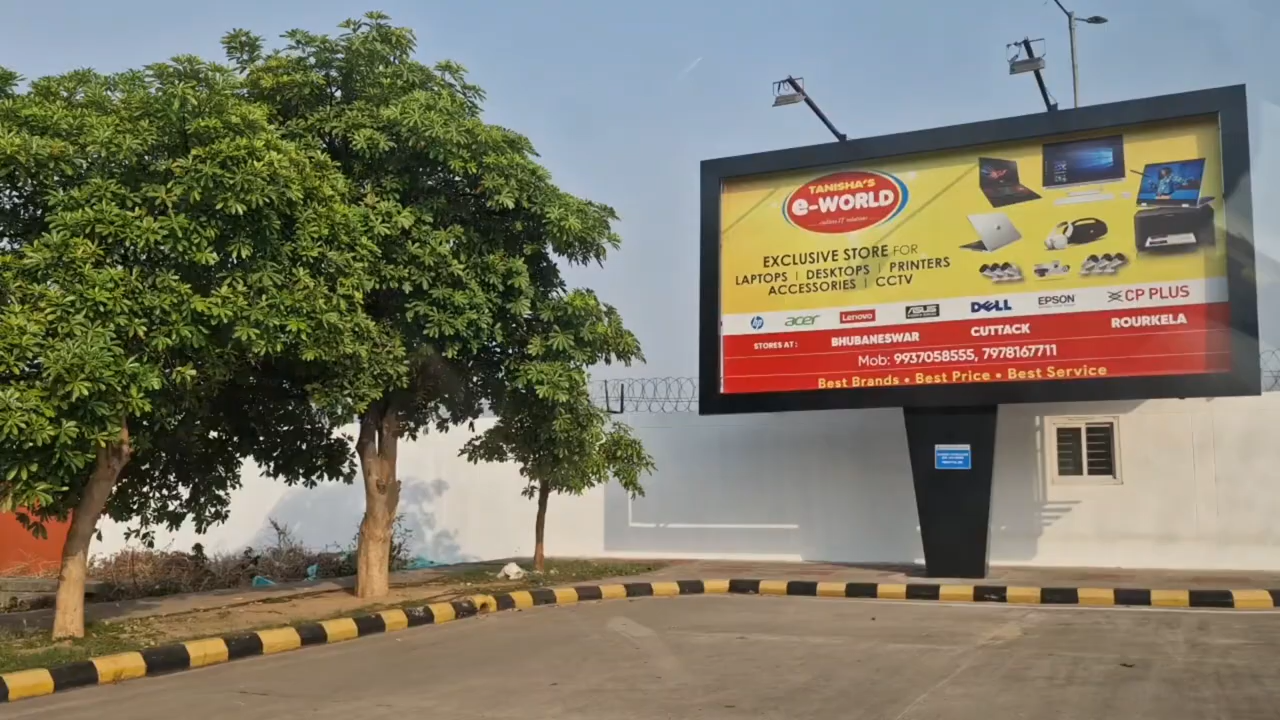 TANISHA'S
e-WORLD
EXCLUSIVE STORE FOR
LAPTOPS | DESKTOPS | PRINTERS
ACCESSORIES | CCTV
hp acer Lenovo ASUS DELL EPSON CP PLUS
STORES AT : BHUBANESWAR CUTTACK ROURKELA
Mob: 9937058555, 7978167711
Best Brands • Best Price • Best Service